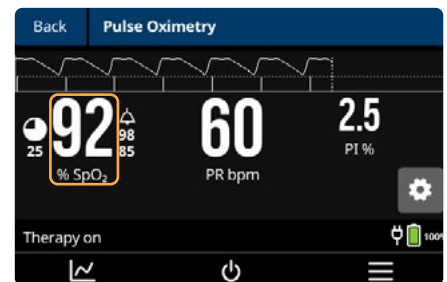 Back Pulse Oximetry
25 92 98 85 60 2.5
% SpO₂ PR bpm PI %
Therapy on 100%